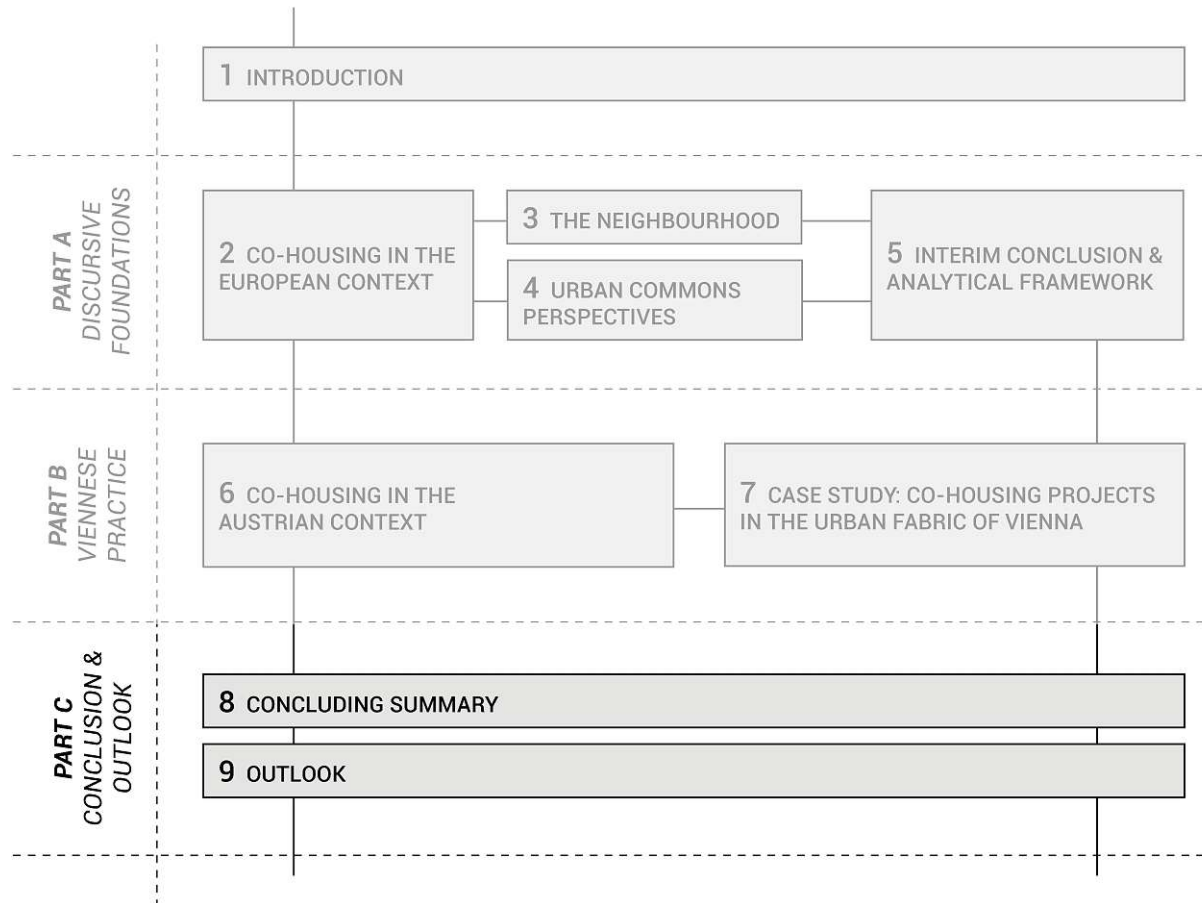 1 INTRODUCTION
PART A
DISCURSIVE
FOUNDATIONS
2 CO-HOUSING IN THE
EUROPEAN CONTEXT
3 THE NEIGHBOURHOOD
4 URBAN COMMONS
PERSPECTIVES
5 INTERIM CONCLUSION &
ANALYTICAL FRAMEWORK
PART B
VIENNESE
PRACTICE
6 CO-HOUSING IN THE
AUSTRIAN CONTEXT
7 CASE STUDY: CO-HOUSING PROJECTS
IN THE URBAN FABRIC OF VIENNA
PART C
CONCLUSION &
OUTLOOK
8 CONCLUDING SUMMARY
9 OUTLOOK